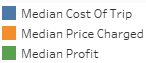 Median Cost Of Trip
Median Price Charged
Median Profit